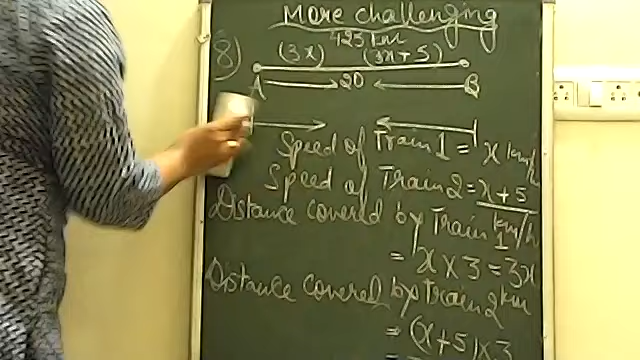 More challenging
8) 425 km
(3x) (3x+5)
A 20 B
Speed of Train 1 = x km/h
Speed of Train 2 = x+5 km/h
Distance covered by Train 1
= x x 3 = 3x km
Distance covered by Train 2
= (x+5) x 3